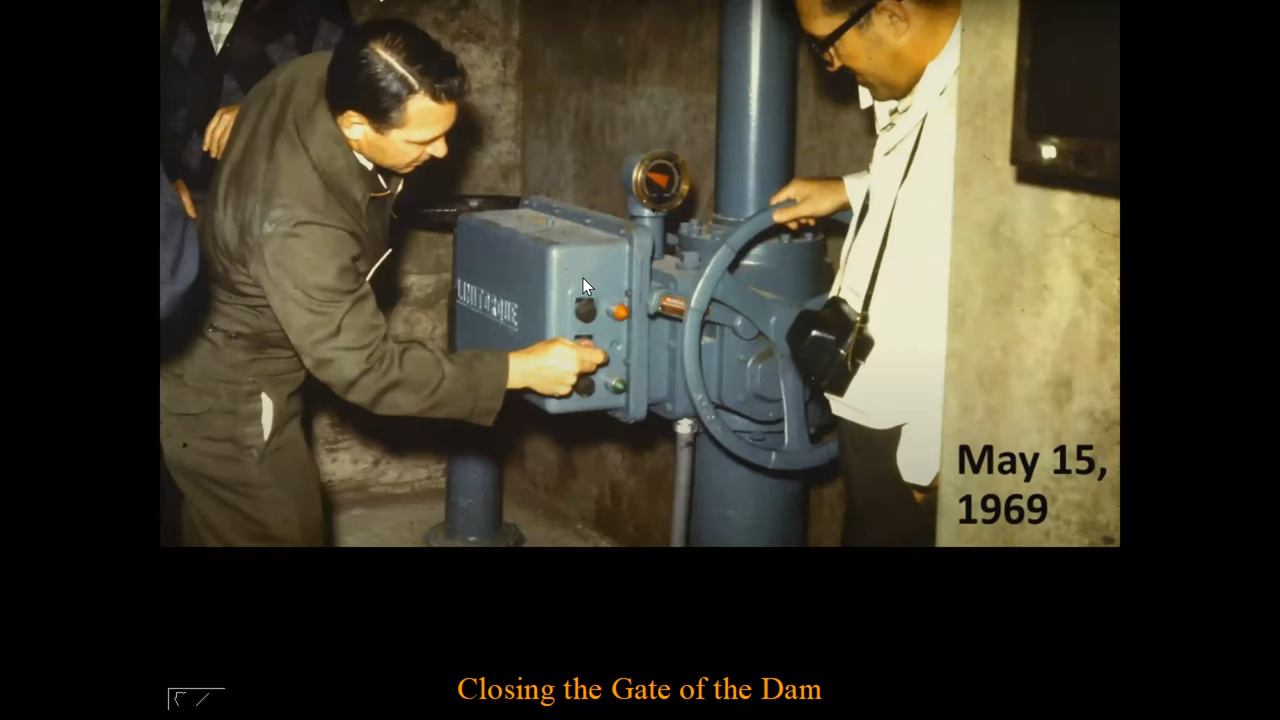 LIMITORQUE
May 15,
1969
Closing the Gate of the Dam